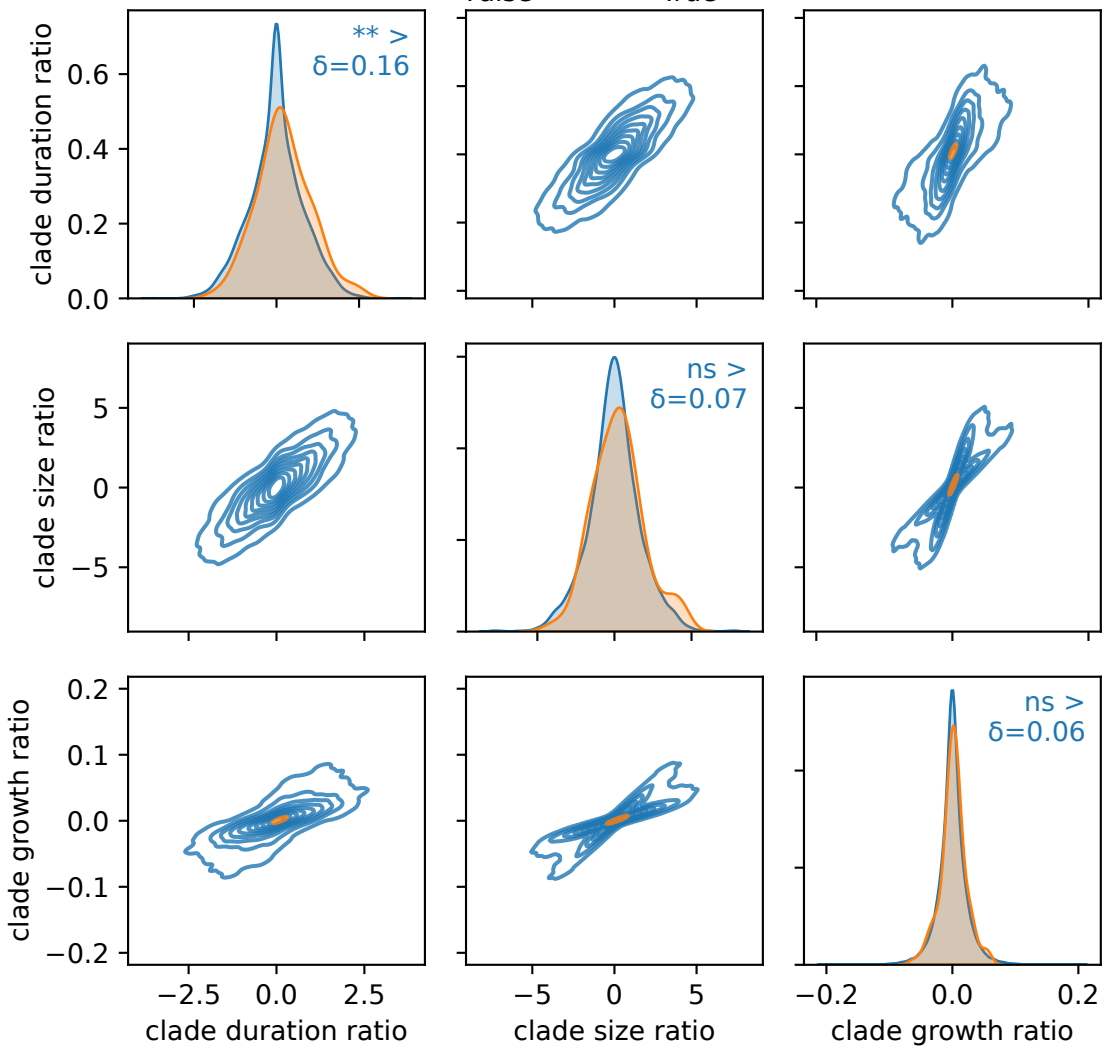 clade duration ratio
0.6
0.4
0.2
0.0
** >
δ=0.16
clade size ratio
5
0
−5
ns >
δ=0.07
clade growth ratio
0.2
0.1
0.0
−0.1
−0.2
ns >
δ=0.06
−2.5 0.0 2.5
clade duration ratio
−5 0 5
clade size ratio
−0.2 0.0 0.2
clade growth ratio